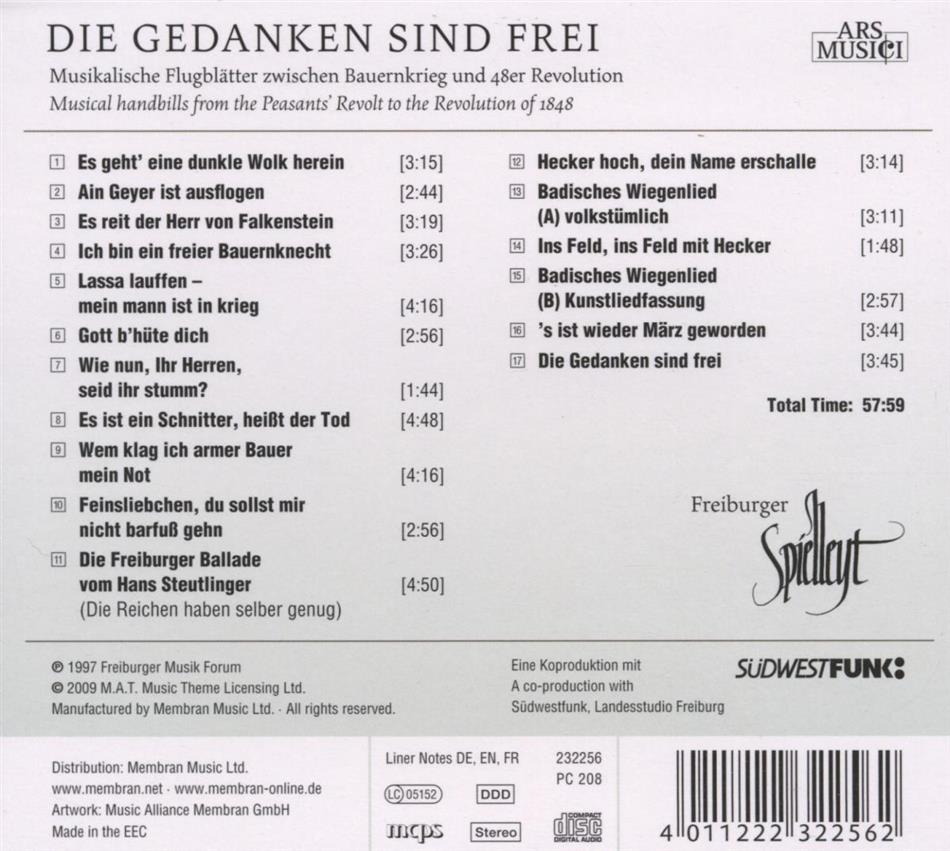 DIE GEDANKEN SIND FREI
Musikalische Flugblätter zwischen Bauernkrieg und 48er Revolution
Musical handbills from the Peasants' Revolt to the Revolution of 1848
ARS
MUSICI
1 Es geht' eine dunkle Wolk herein [3:15]
2 Ain Geyer ist ausflogen [2:44]
3 Es reit der Herr von Falkenstein [3:19]
4 Ich bin ein freier Bauernknecht [3:26]
5 Lassa lauffen –
mein mann ist in krieg [4:16]
6 Gott b'hüte dich [2:56]
7 Wie nun, Ihr Herren,
seid ihr stumm? [1:44]
8 Es ist ein Schnitter, heißt der Tod [4:48]
9 Wem klag ich armer Bauer
mein Not [4:16]
10 Feinsliebchen, du sollst mir
nicht barfuß gehn [2:56]
11 Die Freiburger Ballade
vom Hans Steutlinger [4:50]
(Die Reichen haben selber genug)
12 Hecker hoch, dein Name erschalle [3:14]
13 Badisches Wiegenlied
(A) volkstümlich [3:11]
14 Ins Feld, ins Feld mit Hecker [1:48]
15 Badisches Wiegenlied
(B) Kunstliedfassung [2:57]
16 's ist wieder März geworden [3:44]
17 Die Gedanken sind frei [3:45]
Total Time: 57:59
Freiburger
Spielleyt
℗ 1997 Freiburger Musik Forum
© 2009 M.A.T. Music Theme Licensing Ltd.
Manufactured by Membran Music Ltd. · All rights reserved.
Eine Koproduktion mit
A co-production with
Südwestfunk, Landesstudio Freiburg
SÜDWESTFUNK:
Distribution: Membran Music Ltd.
www.membran.net · www.membran-online.de
Artwork: Music Alliance Membran GmbH
Made in the EEC
Liner Notes DE, EN, FR
232256
PC 208
LC 05152
DDD
mcps
Stereo
COMPACT
disc
DIGITAL AUDIO
4 011222 322562